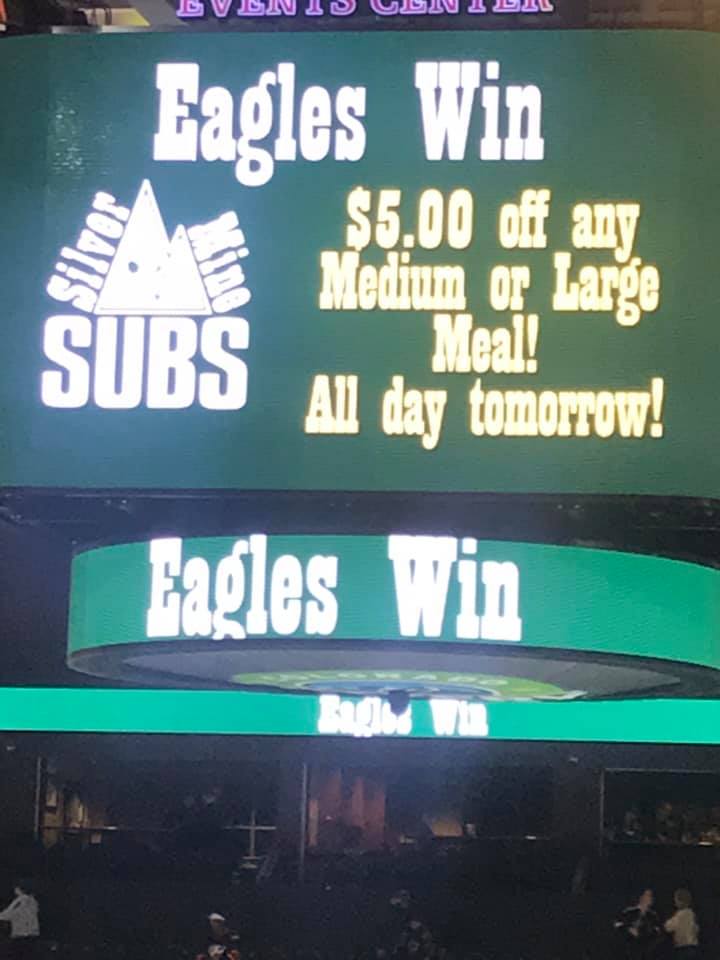 EVENTS CENTER
Eagles Win
Silver Mine
SUBS
$5.00 off any
Medium or Large
Meal!
All day tomorrow!
Eagles Win
COLORADO
Eagles Win